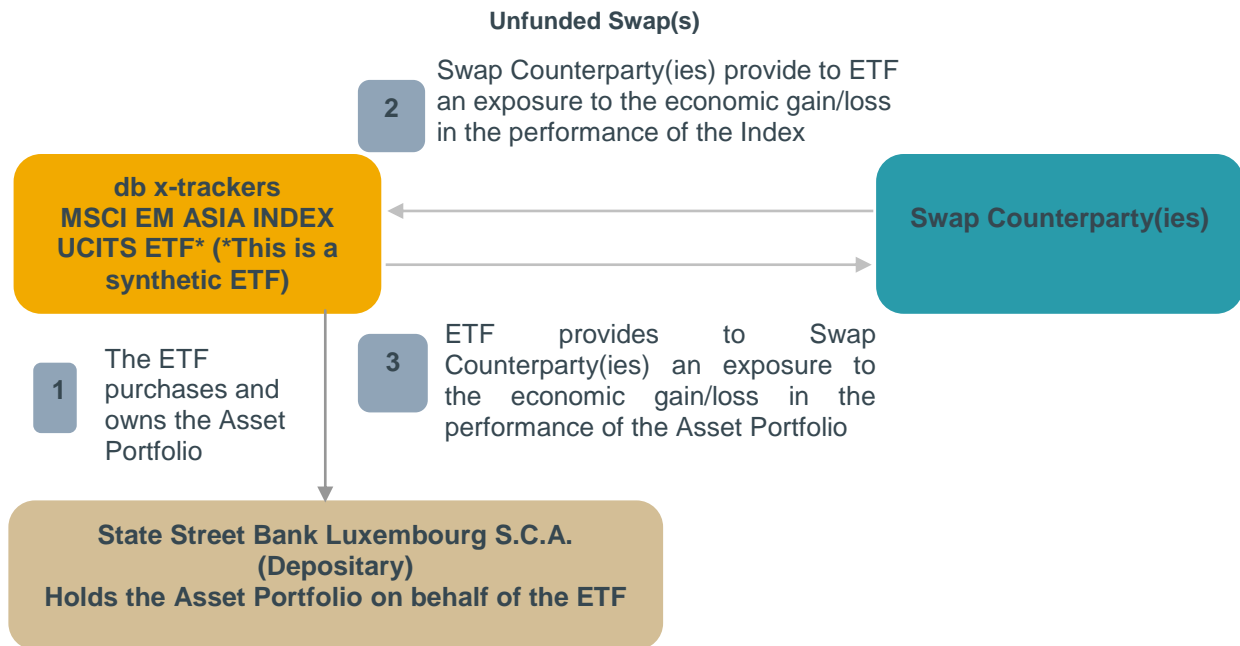 Unfunded Swap(s)
2
Swap Counterparty(ies) provide to ETF
an exposure to the economic gain/loss
in the performance of the Index
db x-trackers
MSCI EM ASIA INDEX
UCITS ETF* (*This is a
synthetic ETF)
Swap Counterparty(ies)
1
The ETF
purchases and
owns the Asset
Portfolio
3
ETF provides to Swap
Counterparty(ies) an exposure to
the economic gain/loss in the
performance of the Asset Portfolio
State Street Bank Luxembourg S.C.A.
(Depositary)
Holds the Asset Portfolio on behalf of the ETF